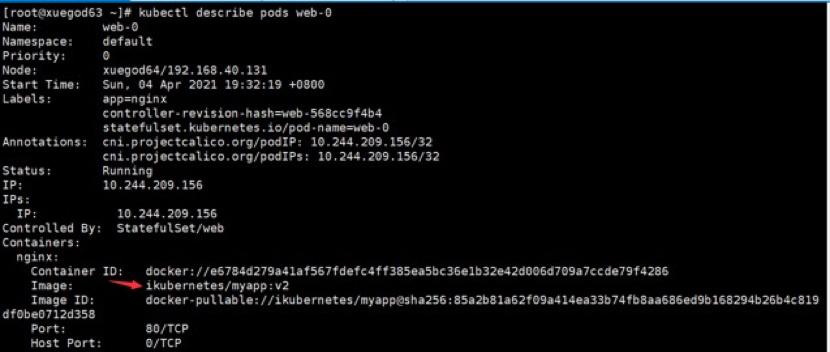 [root@xuegod63 ~]# kubectl describe pods web-0
Name:         web-0
Namespace:    default
Priority:     0
Node:         xuegod64/192.168.40.131
Start Time:   Sun, 04 Apr 2021 19:32:19 +0800
Labels:       app=nginx
              controller-revision-hash=web-568cc9f4b4
              statefulset.kubernetes.io/pod-name=web-0
Annotations:  cni.projectcalico.org/podIP: 10.244.209.156/32
              cni.projectcalico.org/podIPs: 10.244.209.156/32
Status:       Running
IP:           10.244.209.156
IPs:
  IP:           10.244.209.156
Controlled By:  StatefulSet/web
Containers:
  nginx:
    Container ID:   docker://e6784d279a41af567fdefc4ff385ea5bc36e1b32e42d006d709a7ccde79f4286
    Image:          ikubernetes/myapp:v2
    Image ID:       docker-pullable://ikubernetes/myapp@sha256:85a2b81a62f09a414ea33b74fb8aa686ed9b168294b26b4c819
df0be0712d358
    Port:           80/TCP
    Host Port:      0/TCP